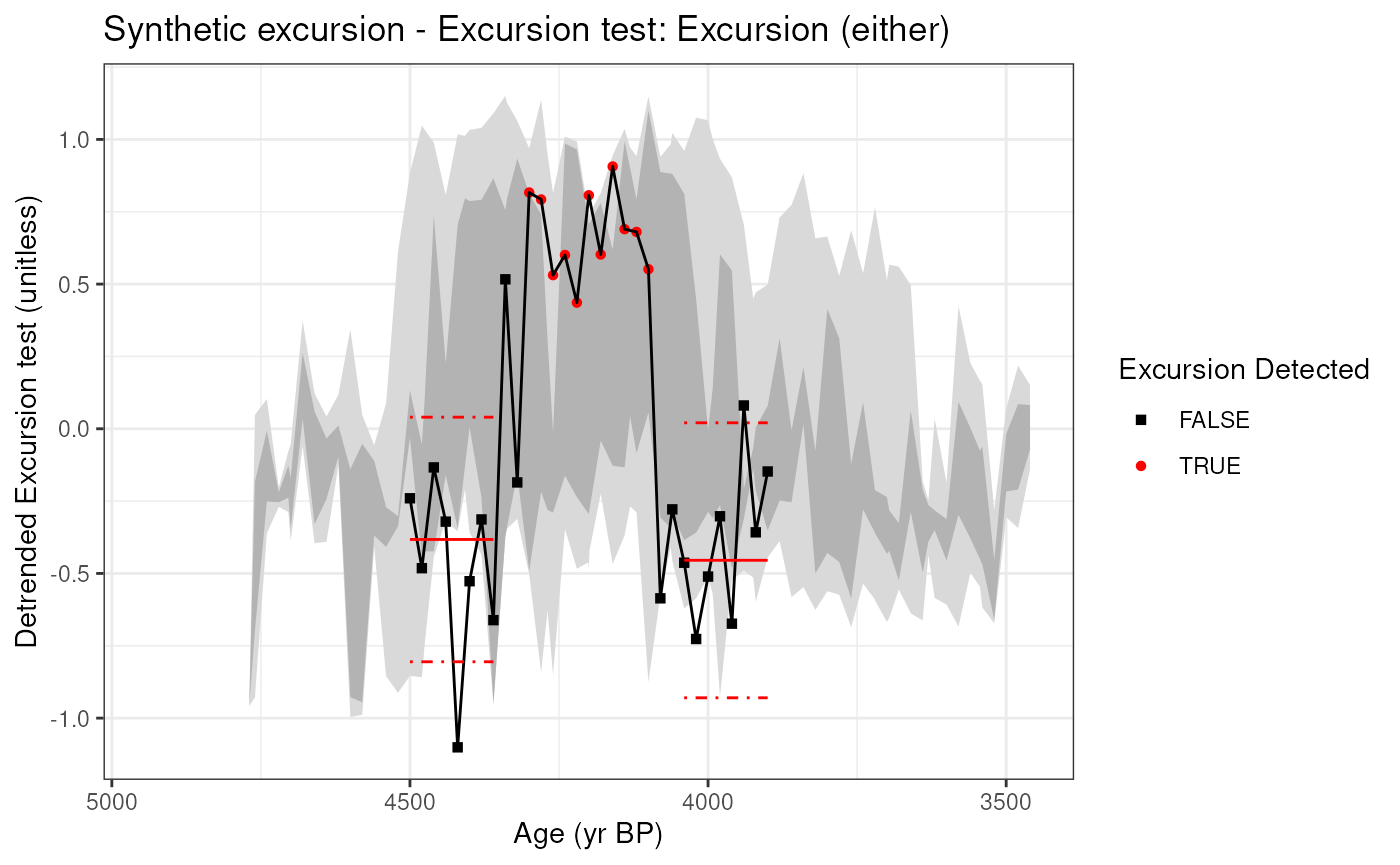 Synthetic excursion - Excursion test: Excursion (either)
Detrended Excursion test (unitless)
1.0
0.5
0.0
-0.5
-1.0
5000
4500
4000
3500
Age (yr BP)
Excursion Detected
FALSE
TRUE